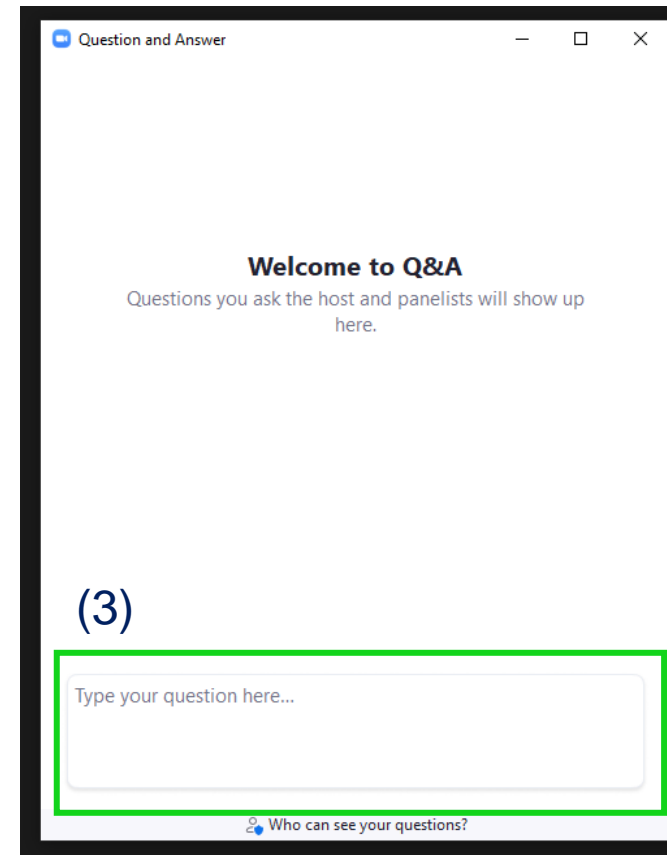 Question and Answer
Welcome to Q&A
Questions you ask the host and panelists will show up
here.
(3)
Type your question here...
Who can see your questions?